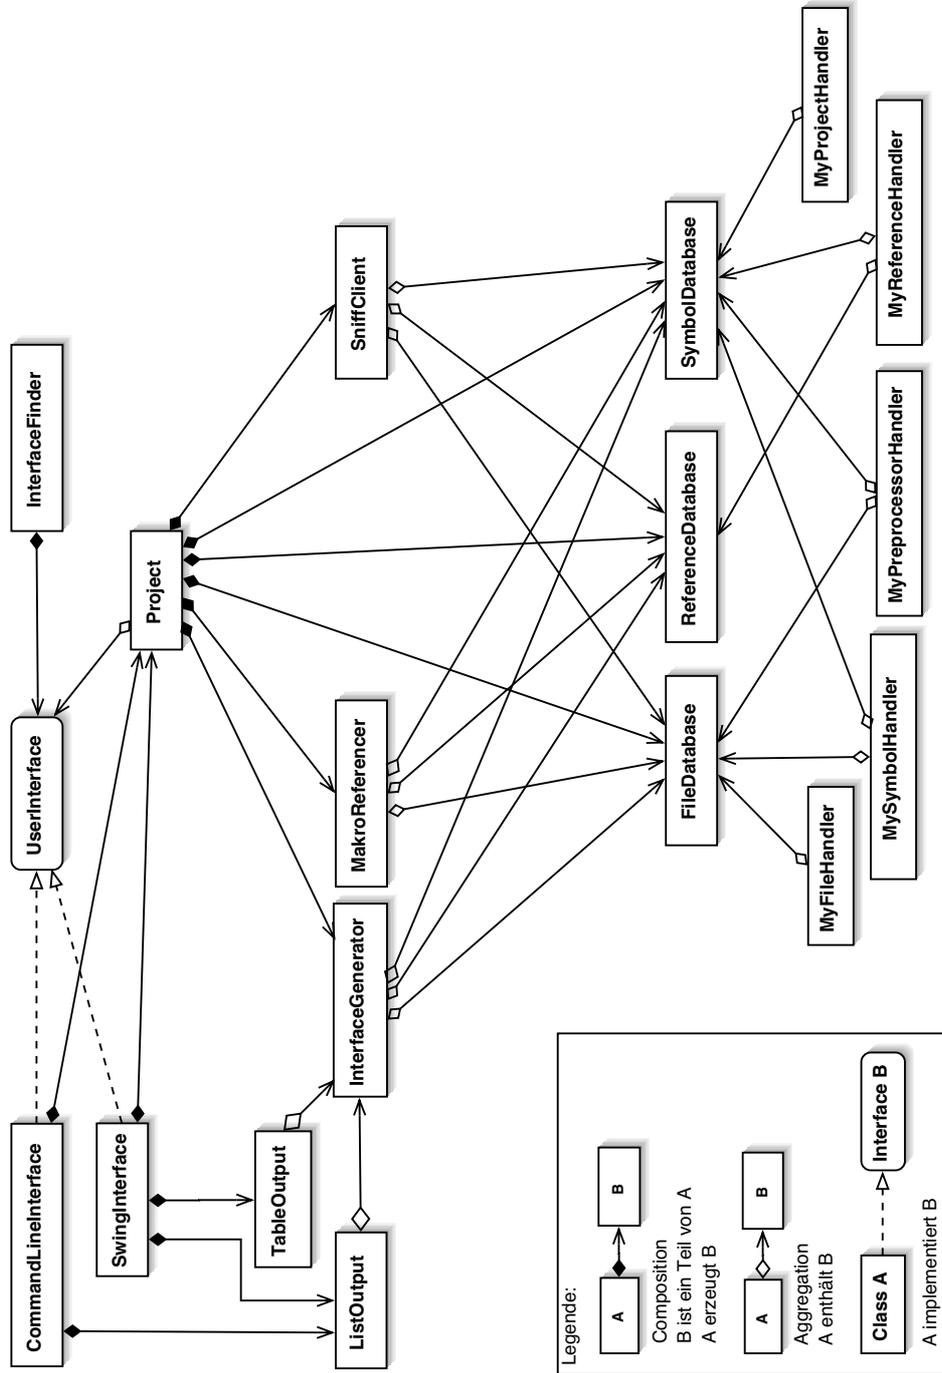 CommandLineInterface
UserInterface
InterfaceFinder
SwingInterface
Project
TableOutput
ListOutput
InterfaceGenerator
MakroReferencer
SniffClient
FileDatabase
ReferenceDatabase
SymbolDatabase
MyFileHandler
MyProjectHandler
MySymbolHandler
MyPreprocessorHandler
MyReferenceHandler
Legende:
A
B
Composition
B ist ein Teil von A
A erzeugt B
A
B
Aggregation
A enthält B
Class A
Interface B
A implementiert B